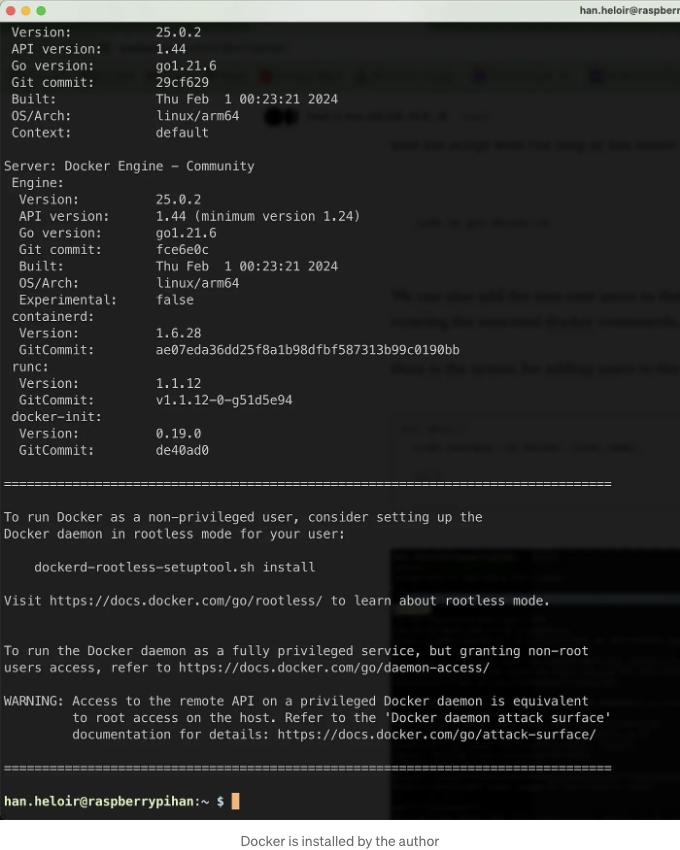 han.heloir@raspberr
Version: 25.0.2
API version: 1.44
Go version: go1.21.6
Git commit: 29cf629
Built: Thu Feb  1 00:23:21 2024
OS/Arch: linux/arm64
Context: default
Server: Docker Engine - Community
Engine:
Version: 25.0.2
API version: 1.44 (minimum version 1.24)
Go version: go1.21.6
Git commit: fce6e0c
Built: Thu Feb  1 00:23:21 2024
OS/Arch: linux/arm64
Experimental: false
containerd:
Version: 1.6.28
GitCommit: ae07eda36dd25f8a1b98dfbf587313b99c0190bb
runc:
Version: 1.1.12
GitCommit: v1.1.12-0-g51d5e94
docker-init:
Version: 0.19.0
GitCommit: de40ad0
================================================================================
To run Docker as a non-privileged user, consider setting up the
Docker daemon in rootless mode for your user:
dockerd-rootless-setuptool.sh install
Visit https://docs.docker.com/go/rootless/ to learn about rootless mode.
To run the Docker daemon as a fully privileged service, but granting non-root
users access, refer to https://docs.docker.com/go/daemon-access/
WARNING: Access to the remote API on a privileged Docker daemon is equivalent
to root access on the host. Refer to the 'Docker daemon attack surface'
documentation for details: https://docs.docker.com/go/attack-surface/
================================================================================
han.heloir@raspberrypihan:~ $
Docker is installed by the author